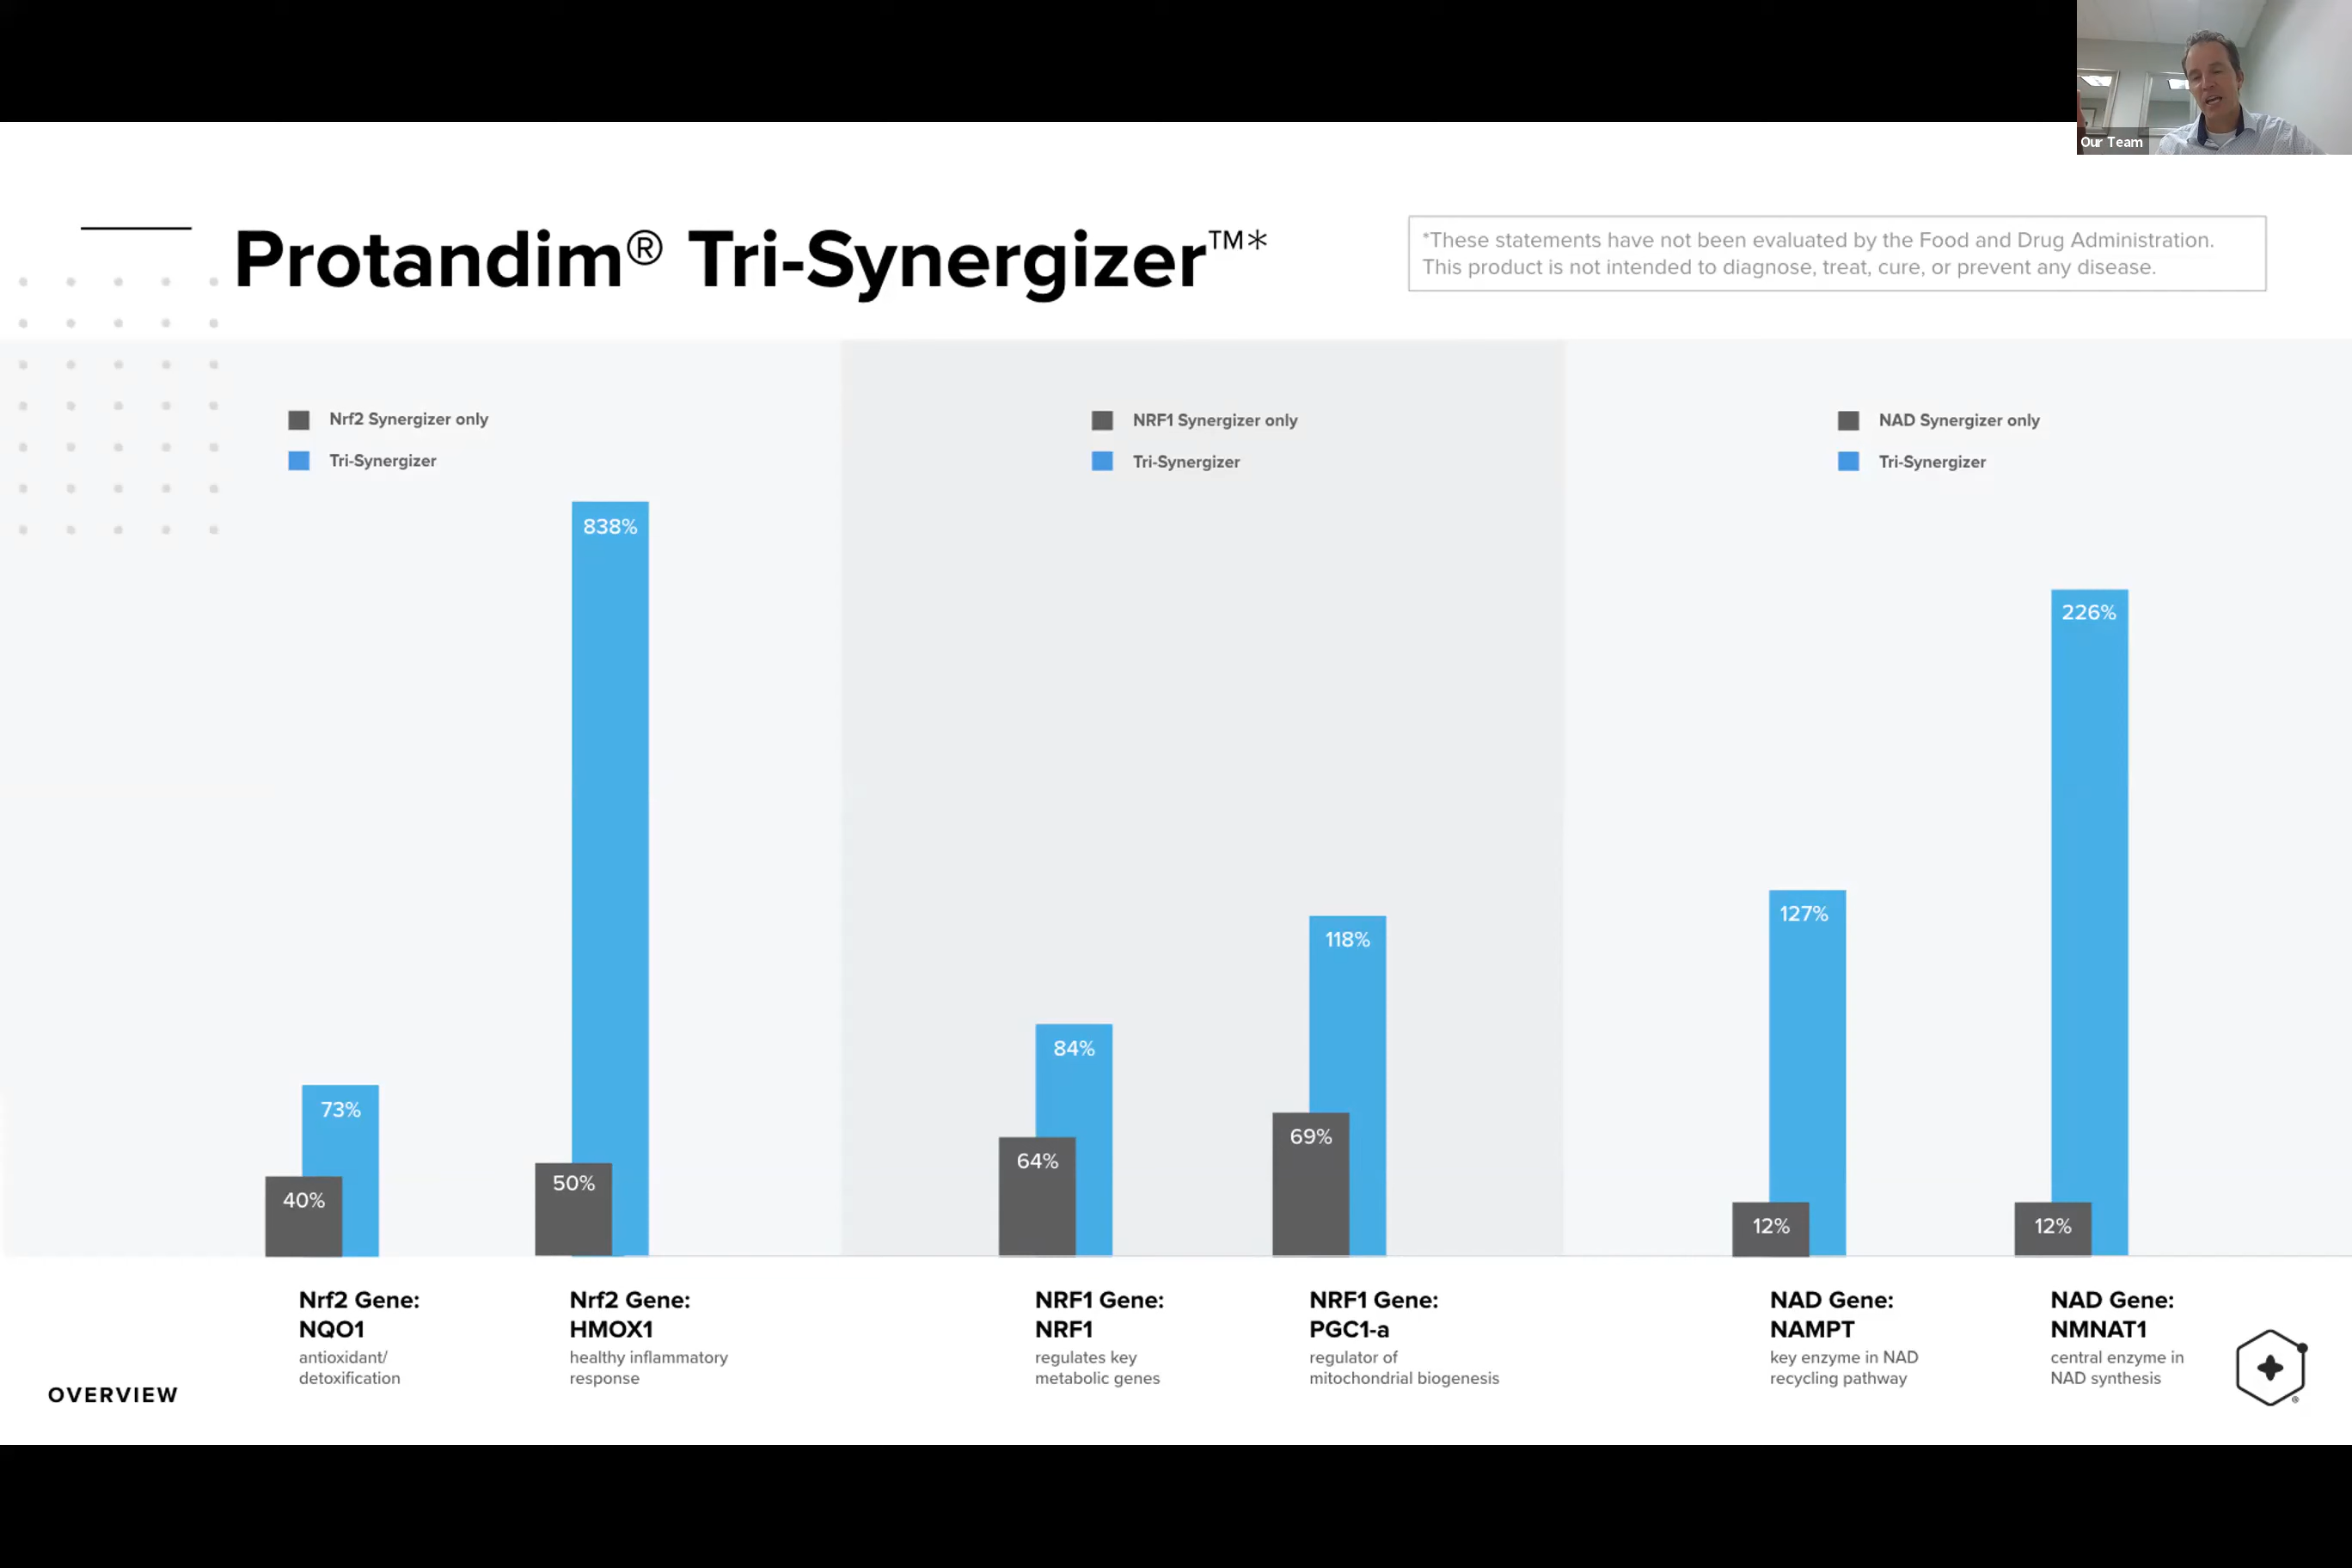 Our Team
Protandim® Tri-Synergizer™*
*These statements have not been evaluated by the Food and Drug Administration.
This product is not intended to diagnose, treat, cure, or prevent any disease.
Nrf2 Synergizer only
Tri-Synergizer
NRF1 Synergizer only
Tri-Synergizer
NAD Synergizer only
Tri-Synergizer
838%
226%
127%
118%
84%
73%
69%
64%
50%
40%
12%
12%
Nrf2 Gene:
NQO1
antioxidant/
detoxification
Nrf2 Gene:
HMOX1
healthy inflammatory
response
NRF1 Gene:
NRF1
regulates key
metabolic genes
NRF1 Gene:
PGC1-a
regulator of
mitochondrial biogenesis
NAD Gene:
NAMPT
key enzyme in NAD
recycling pathway
NAD Gene:
NMNAT1
central enzyme in
NAD synthesis
OVERVIEW
®